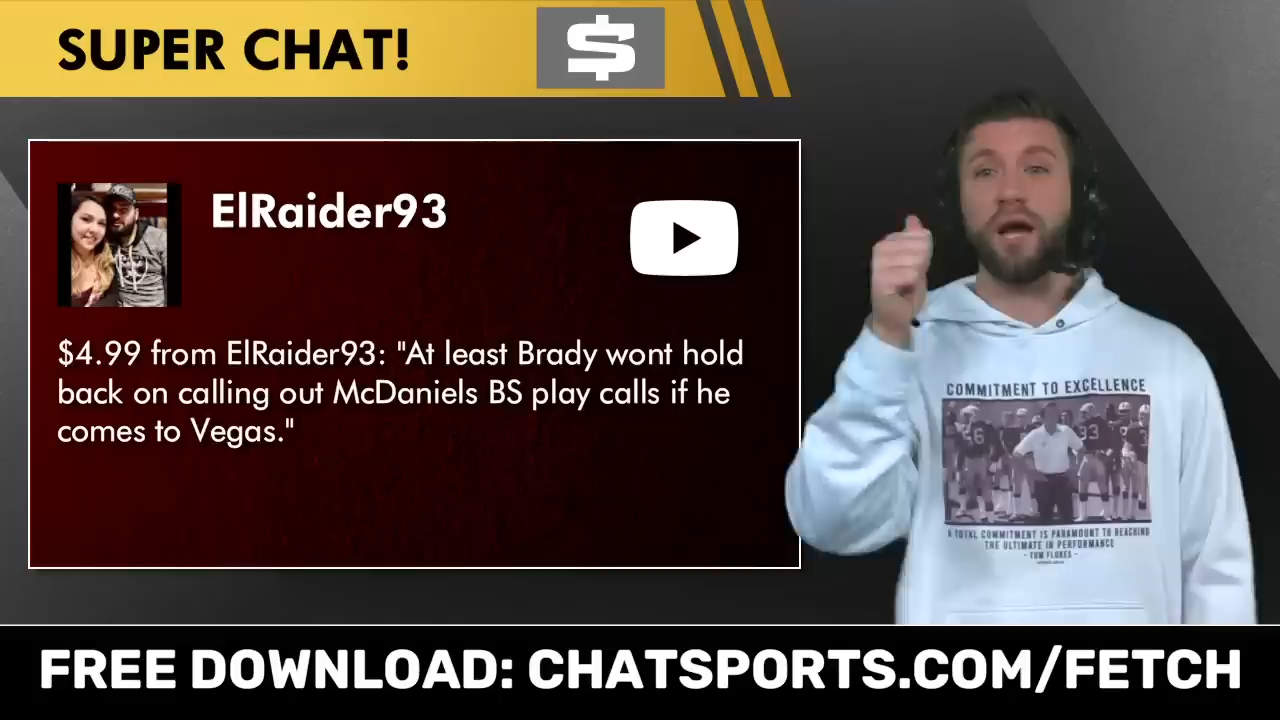 SUPER CHAT!
$
ElRaider93
$4.99 from ElRaider93: "At least Brady wont hold
back on calling out McDaniels BS play calls if he
comes to Vegas."
COMMITMENT TO EXCELLENCE
A TOTAL COMMITMENT IS PARAMOUNT TO REACHING
THE ULTIMATE IN PERFORMANCE
- TOM FLORES -
FREE DOWNLOAD: CHATSPORTS.COM/FETCH